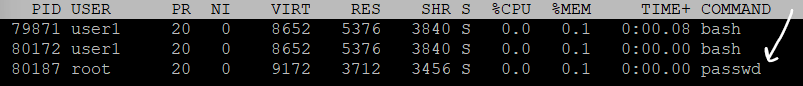 PID USER PR NI VIRT RES SHR S %CPU %MEM TIME+ COMMAND
79871 user1 20 0 8652 5376 3840 S 0.0 0.1 0:00.08 bash
80172 user1 20 0 8652 5376 3840 S 0.0 0.1 0:00.00 bash
80187 root 20 0 9172 3712 3456 S 0.0 0.1 0:00.00 passwd